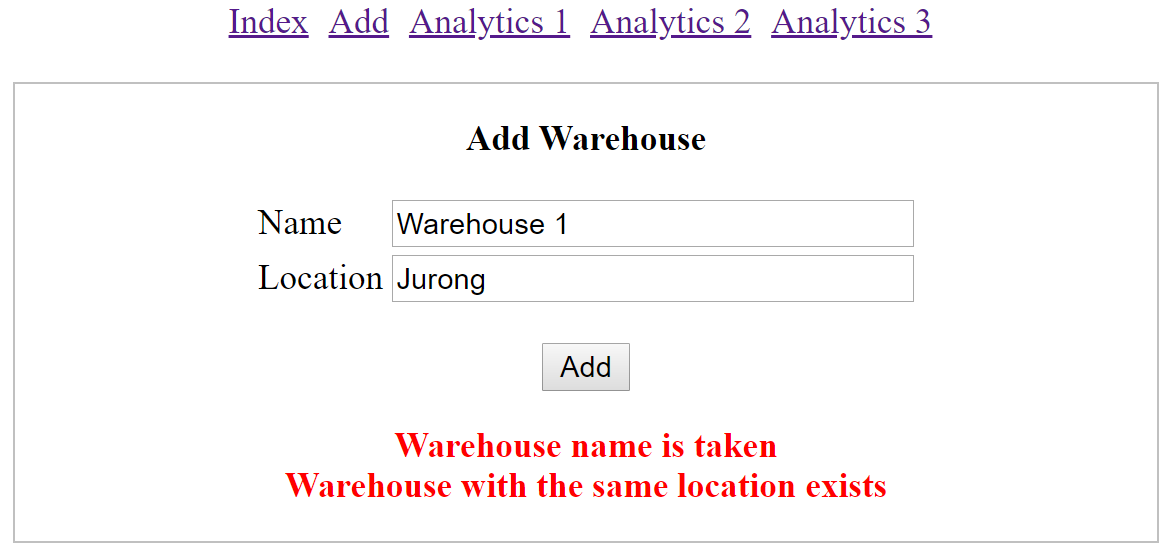 Index Add Analytics 1 Analytics 2 Analytics 3
Add Warehouse
Name Warehouse 1
Location Jurong
Add
Warehouse name is taken
Warehouse with the same location exists